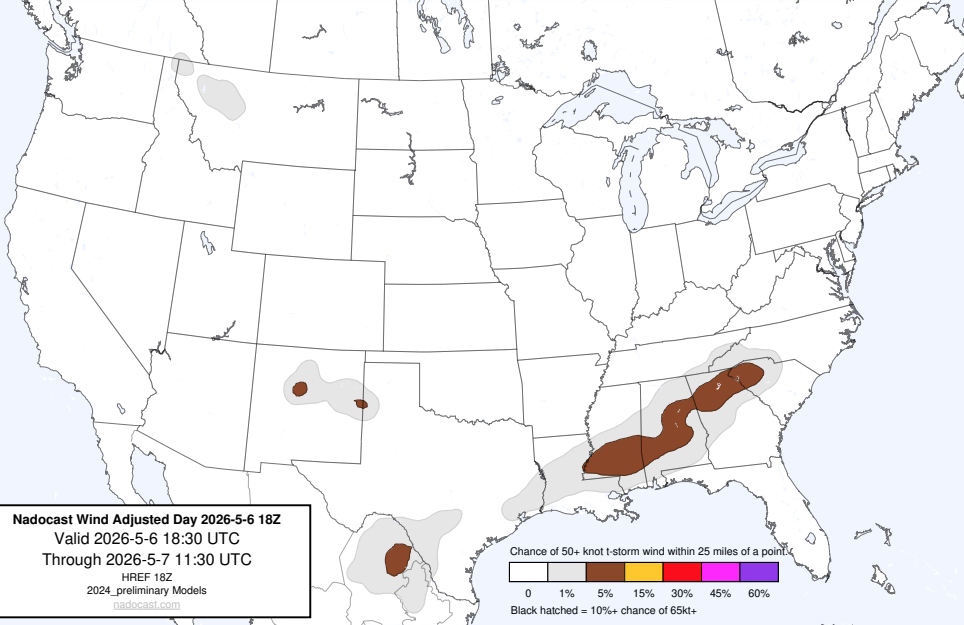 Nadocast Wind Adjusted Day 2026-5-6 18Z
Valid 2026-5-6 18:30 UTC
Through 2026-5-7 11:30 UTC
HREF 18Z
2024_preliminary Models
nadocast.com
Chance of 50+ knot t-storm wind within 25 miles of a point.
0 1% 5% 15% 30% 45% 60%
Black hatched = 10%+ chance of 65kt+